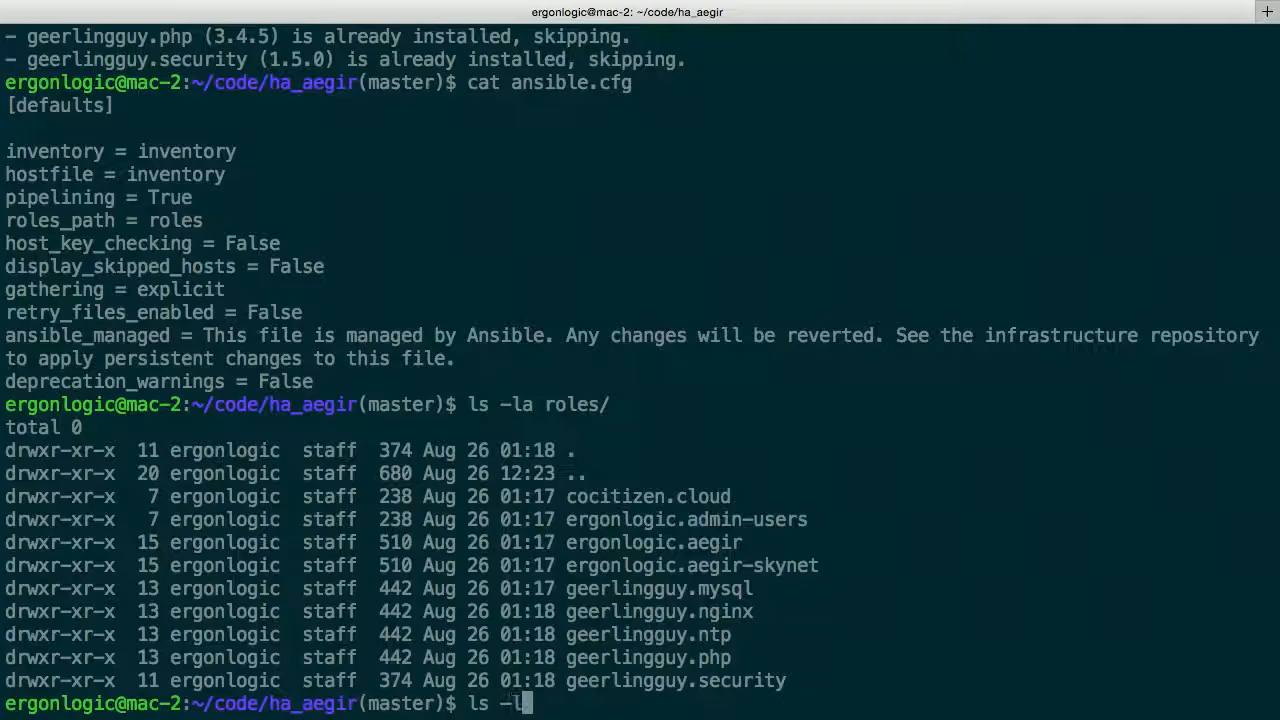 ergonlogic@mac-2: ~/code/ha_aegir
- geerlingguy.php (3.4.5) is already installed, skipping.
- geerlingguy.security (1.5.0) is already installed, skipping.
ergonlogic@mac-2:~/code/ha_aegir(master)$ cat ansible.cfg
[defaults]
inventory = inventory
hostfile = inventory
pipelining = True
roles_path = roles
host_key_checking = False
display_skipped_hosts = False
gathering = explicit
retry_files_enabled = False
ansible_managed = This file is managed by Ansible. Any changes will be reverted. See the infrastructure repository
to apply persistent changes to this file.
deprecation_warnings = False
ergonlogic@mac-2:~/code/ha_aegir(master)$ ls -la roles/
total 0
drwxr-xr-x  11 ergonlogic  staff  374 Aug 26 01:18 .
drwxr-xr-x  20 ergonlogic  staff  680 Aug 26 12:23 ..
drwxr-xr-x   7 ergonlogic  staff  238 Aug 26 01:17 cocitizen.cloud
drwxr-xr-x   7 ergonlogic  staff  238 Aug 26 01:17 ergonlogic.admin-users
drwxr-xr-x  15 ergonlogic  staff  510 Aug 26 01:17 ergonlogic.aegir
drwxr-xr-x  15 ergonlogic  staff  510 Aug 26 01:17 ergonlogic.aegir-skynet
drwxr-xr-x  13 ergonlogic  staff  442 Aug 26 01:17 geerlingguy.mysql
drwxr-xr-x  13 ergonlogic  staff  442 Aug 26 01:18 geerlingguy.nginx
drwxr-xr-x  13 ergonlogic  staff  442 Aug 26 01:18 geerlingguy.ntp
drwxr-xr-x  13 ergonlogic  staff  442 Aug 26 01:18 geerlingguy.php
drwxr-xr-x  11 ergonlogic  staff  374 Aug 26 01:18 geerlingguy.security
ergonlogic@mac-2:~/code/ha_aegir(master)$ ls -l